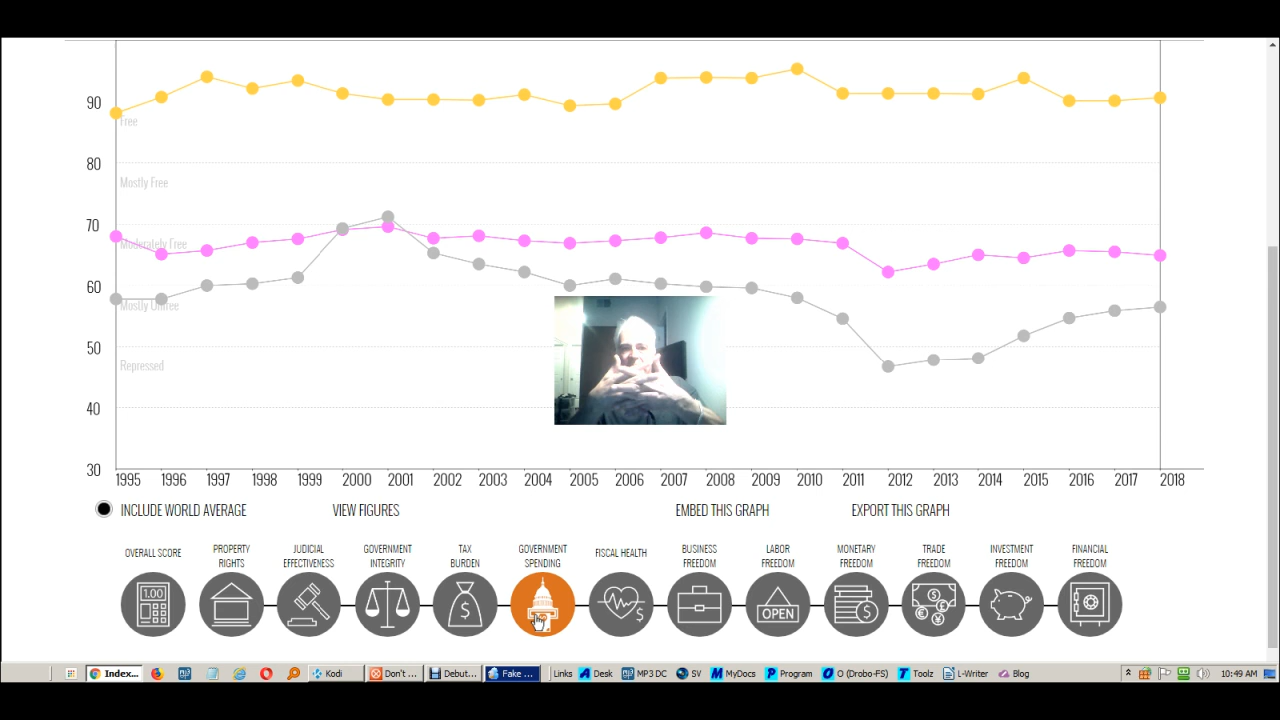 90
Free
80
Mostly Free
70
Moderately Free
60
Mostly Unfree
50
Repressed
40
30
1995 1996 1997 1998 1999 2000 2001 2002 2003 2004 2005 2006 2007 2008 2009 2010 2011 2012 2013 2014 2015 2016 2017 2018
INCLUDE WORLD AVERAGE VIEW FIGURES EMBED THIS GRAPH EXPORT THIS GRAPH
OVERALL SCORE
PROPERTY
RIGHTS
JUDICIAL
EFFECTIVENESS
GOVERNMENT
INTEGRITY
TAX
BURDEN
GOVERNMENT
SPENDING
FISCAL HEALTH
BUSINESS
FREEDOM
LABOR
FREEDOM
MONETARY
FREEDOM
TRADE
FREEDOM
INVESTMENT
FREEDOM
FINANCIAL
FREEDOM
1.00
$
$
OPEN
$
$ £ € ¥
Index... Kodi Don't ... Debut... Fake ... Links A Desk MP3 DC SV M MyDocs P Program O O (Drobo-FS) T Toolz L-Writer Blog 10:49 AM